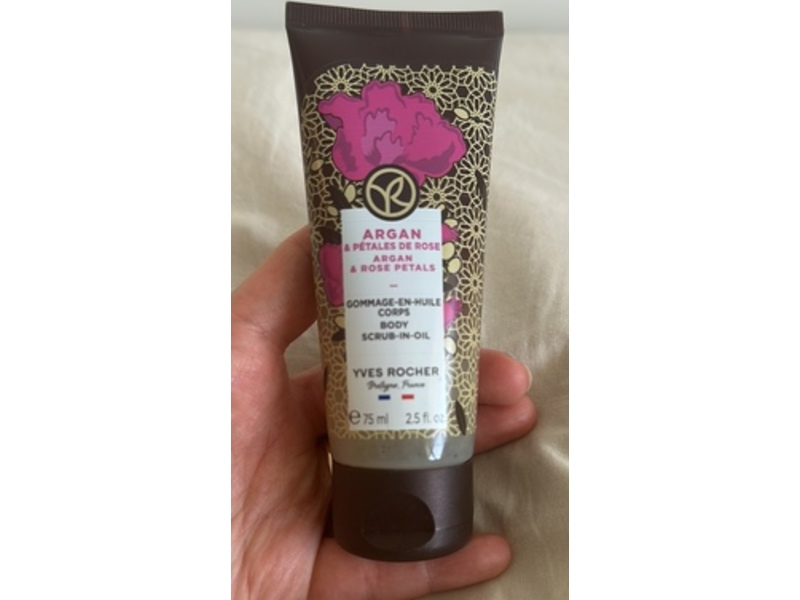 ARGAN
& PÉTALES DE ROSE
ARGAN
& ROSE PETALS
GOMMAGE-EN-HUILE
CORPS
BODY
SCRUB-IN-OIL
YVES ROCHER
Bretagne, France
℮ 75 ml 2.5 fl. oz